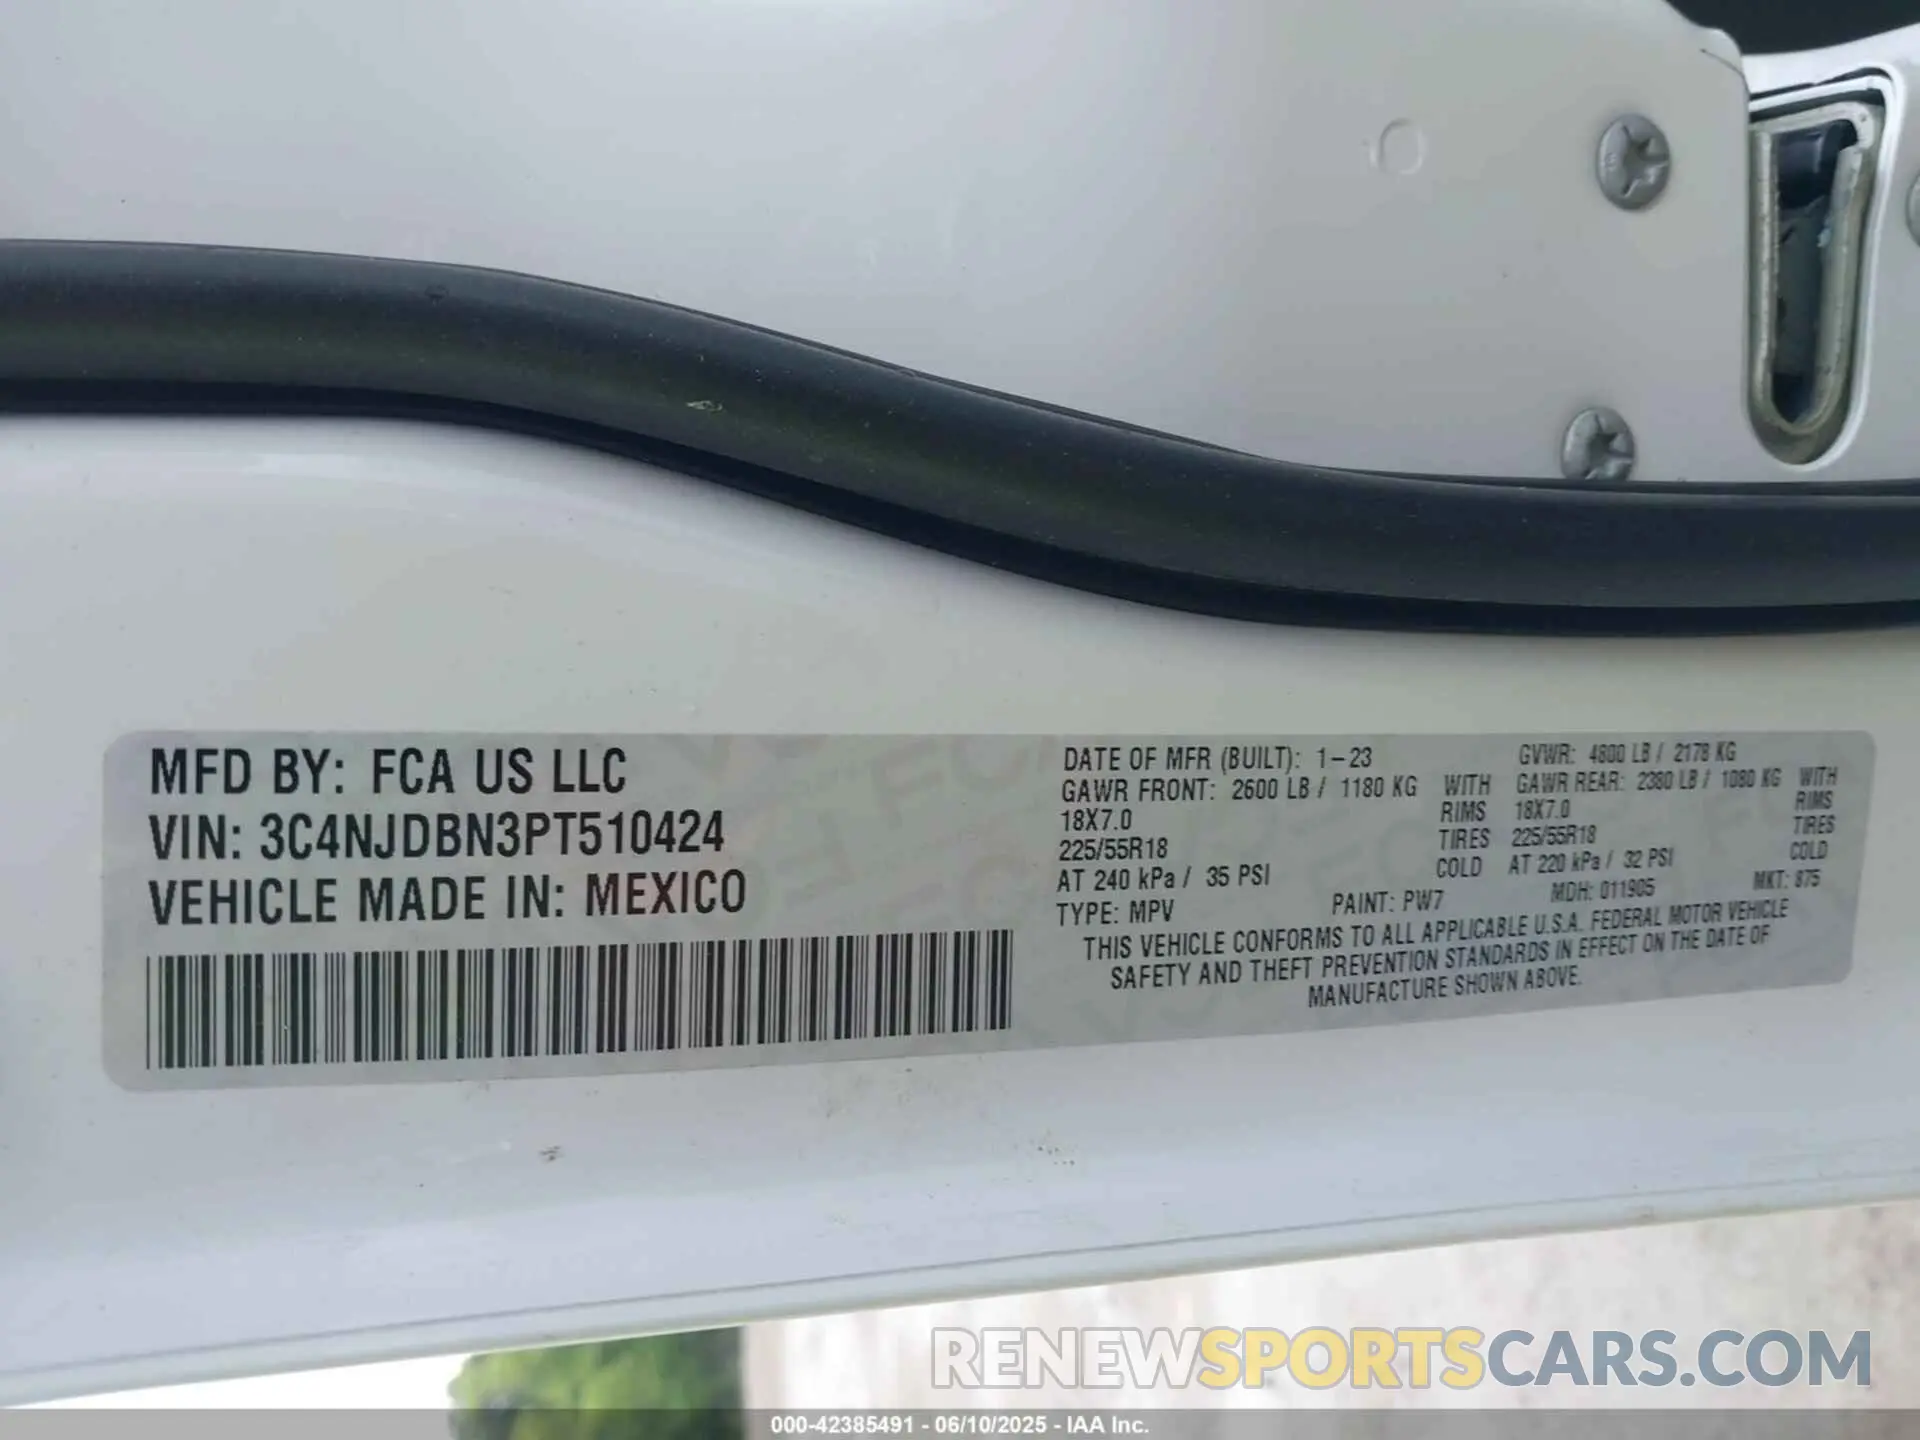 MFD BY: FCA US LLC
VIN: 3C4NJDBN3PT510424
VEHICLE MADE IN: MEXICO
DATE OF MFR (BUILT): 1-23 GVWR: 4800 LB / 2178 KG
GAWR FRONT: 2600 LB / 1180 KG WITH GAWR REAR: 2380 LB / 1080 KG WITH
18X7.0 RIMS 18X7.0 RIMS
225/55R18 TIRES 225/55R18 TIRES
AT 240 kPa / 35 PSI COLD AT 220 kPa / 32 PSI COLD
TYPE: MPV PAINT: PW7 MDH: 011905 MKT: 875
THIS VEHICLE CONFORMS TO ALL APPLICABLE U.S.A. FEDERAL MOTOR VEHICLE
SAFETY AND THEFT PREVENTION STANDARDS IN EFFECT ON THE DATE OF
MANUFACTURE SHOWN ABOVE.
RENEWSPORTSCARS.COM
000-42385491 - 06/10/2025 - IAA Inc.